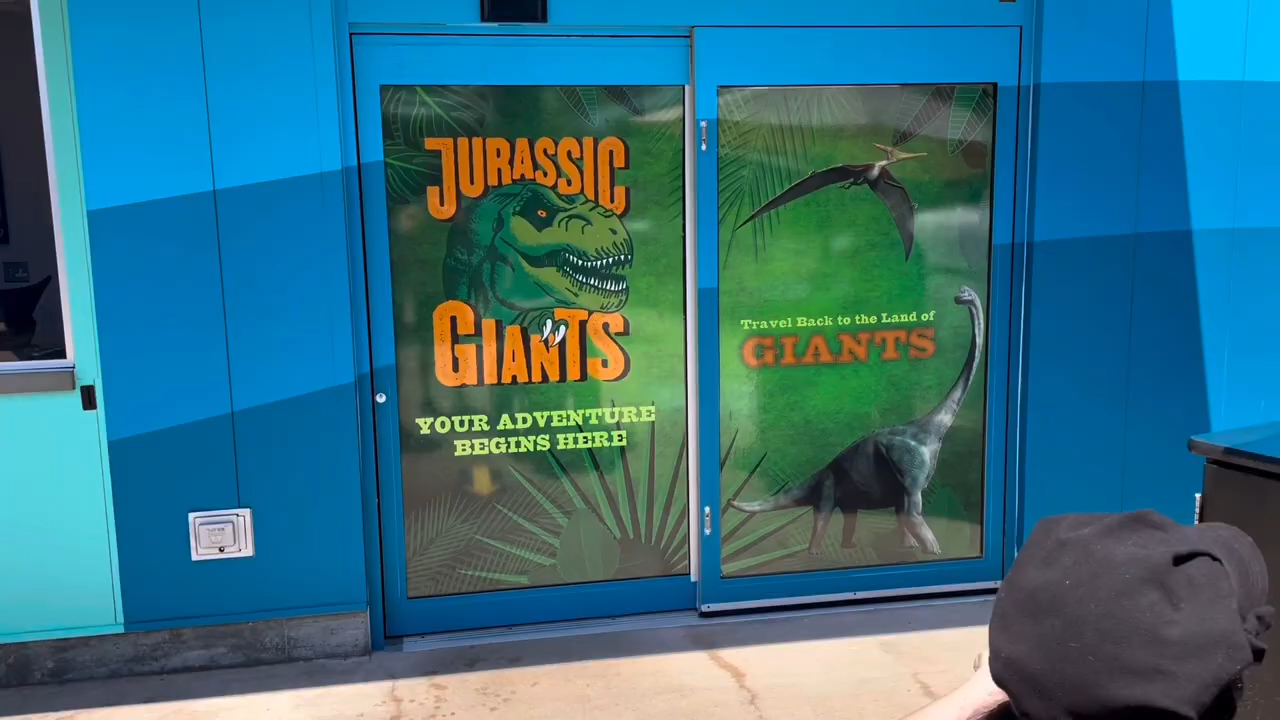 JURASSIC
GIANTS
YOUR ADVENTURE
BEGINS HERE
Travel Back to the Land of
GIANTS